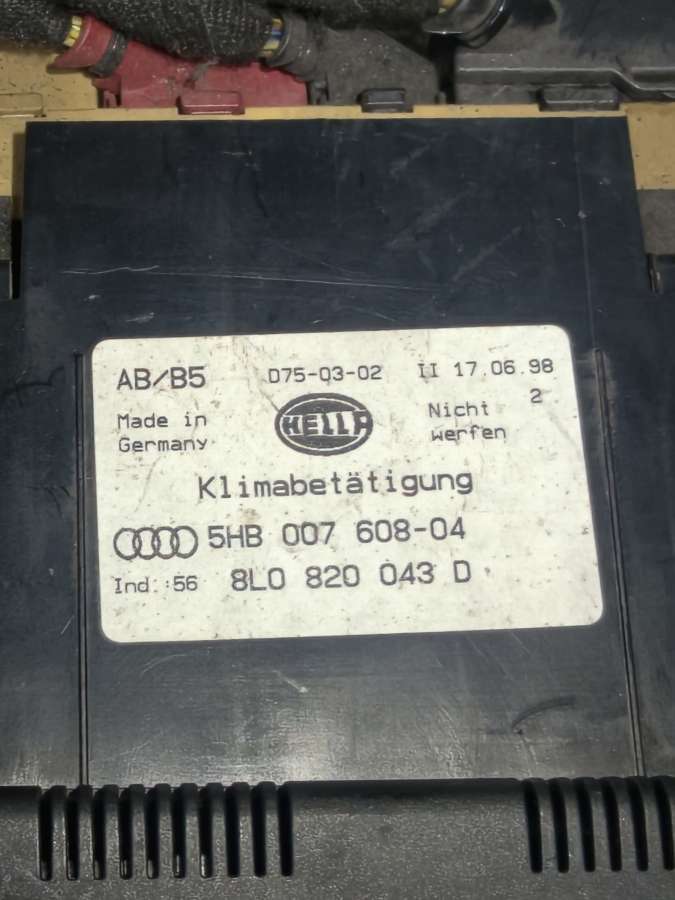 AB/B5 D75-03-02 II 17.06.98
Made in Germany
HELLA
Nicht 2
werfen
Klimabetätigung
5HB 007 608-04
Ind.:56 8L0 820 043 D